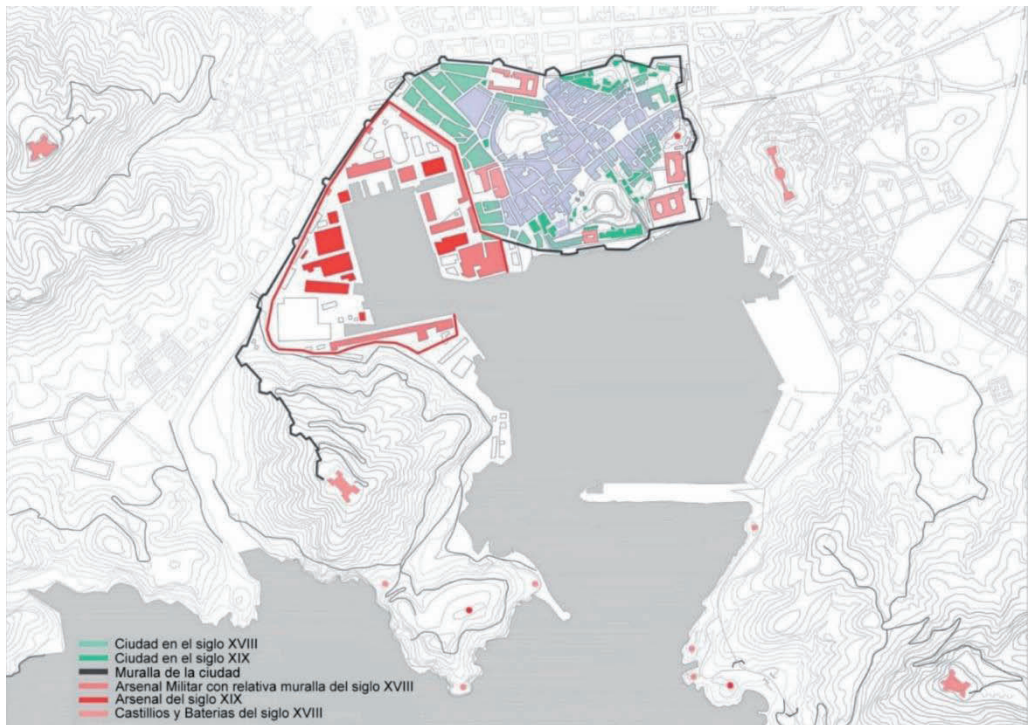 Ciudad en el siglo XVIII
Ciudad en el siglo XIX
Muralla de la ciudad
Arsenal Militar con relativa muralla del siglo XVIII
Arsenal del siglo XIX
Castillios y Baterias del siglo XVIII